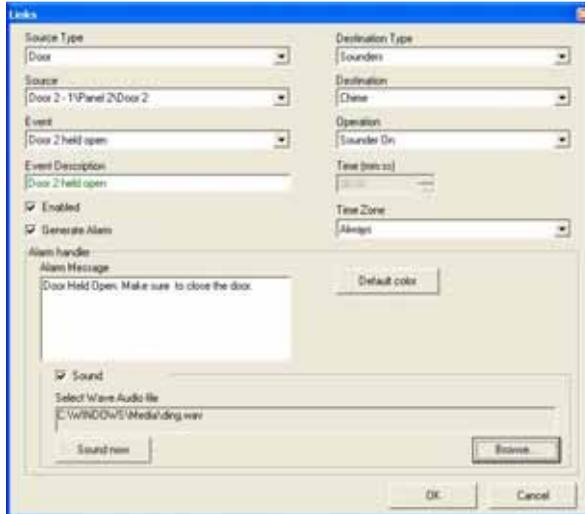 Links
Source Type
Door
Source
Door 2 - 1\Panel 2\Door 2
Event
Door 2 held open
Event Description
Door 2 held open
Enabled
Generate Alarm
Destination Type
Sounders
Destination
Chime
Operation
Sounder On
Time (mm:ss)
Time Zone
Always
Alarm handler
Alarm Message
Door Held Open. Make sure to close the door.
Default color
Sound
Select Wave Audio file
C:\WINDOWS\Media\ding.wav
Sound now
Browse...
OK
Cancel